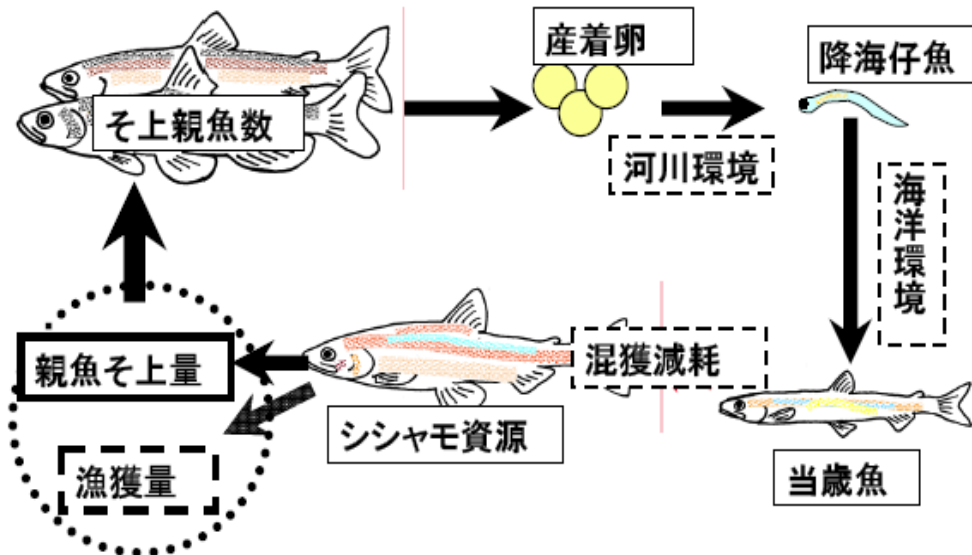 産着卵
降海仔魚
そ上親魚数
河川環境
海洋環境
親魚そ上量
混獲減耗
シシャモ資源
漁獲量
当歳魚